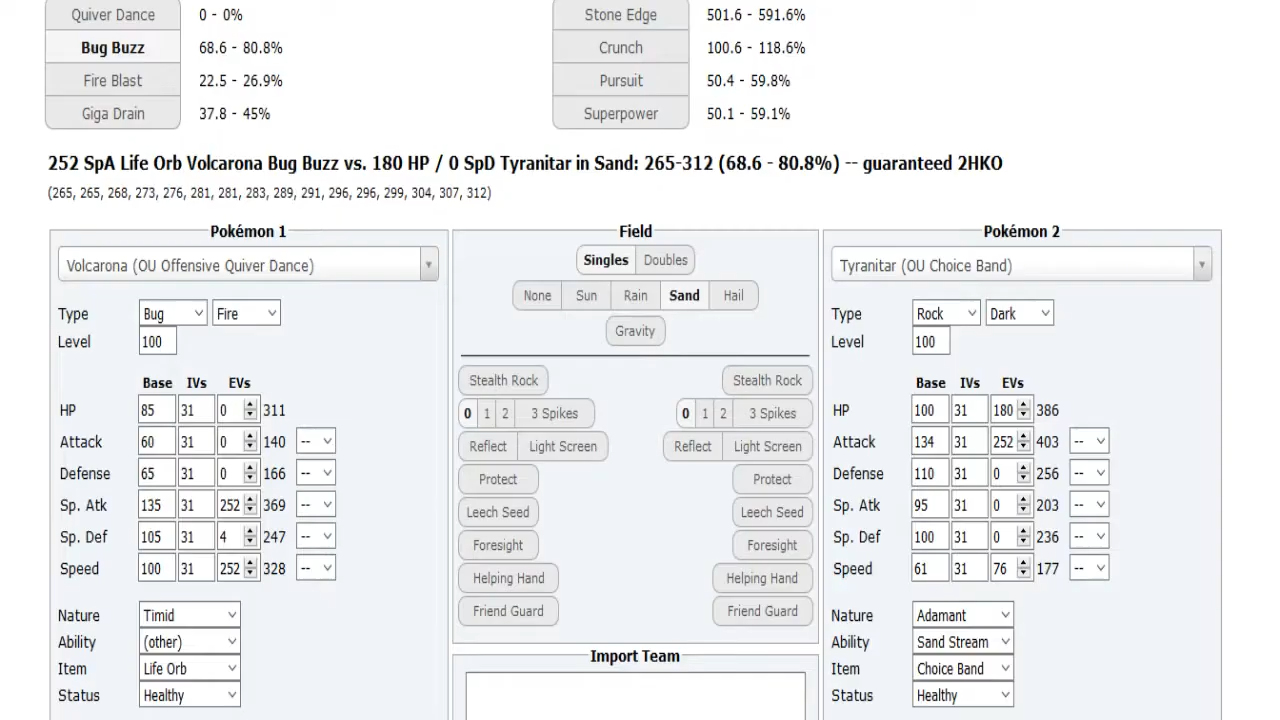 Quiver Dance 0 - 0% Stone Edge 501.6 - 591.6%
Bug Buzz 68.6 - 80.8% Crunch 100.6 - 118.6%
Fire Blast 22.5 - 26.9% Pursuit 50.4 - 59.8%
Giga Drain 37.8 - 45% Superpower 50.1 - 59.1%
252 SpA Life Orb Volcarona Bug Buzz vs. 180 HP / 0 SpD Tyranitar in Sand: 265-312 (68.6 - 80.8%) -- guaranteed 2HKO
(265, 265, 268, 273, 276, 281, 281, 283, 289, 291, 296, 296, 299, 304, 307, 312)
Pokémon 1
Volcarona (OU Offensive Quiver Dance)
Type Bug Fire
Level 100
Base IVs EVs
HP 85 31 0 311
Attack 60 31 0 140 --
Defense 65 31 0 166 --
Sp. Atk 135 31 252 369 --
Sp. Def 105 31 4 247 --
Speed 100 31 252 328 --
Nature Timid
Ability (other)
Item Life Orb
Status Healthy
Field
Singles Doubles
None Sun Rain Sand Hail
Gravity
Stealth Rock Stealth Rock
0 1 2 3 Spikes 0 1 2 3 Spikes
Reflect Light Screen Reflect Light Screen
Protect Protect
Leech Seed Leech Seed
Foresight Foresight
Helping Hand Helping Hand
Friend Guard Friend Guard
Import Team
Pokémon 2
Tyranitar (OU Choice Band)
Type Rock Dark
Level 100
Base IVs EVs
HP 100 31 180 386
Attack 134 31 252 403 --
Defense 110 31 0 256 --
Sp. Atk 95 31 0 203 --
Sp. Def 100 31 0 236 --
Speed 61 31 76 177 --
Nature Adamant
Ability Sand Stream
Item Choice Band
Status Healthy